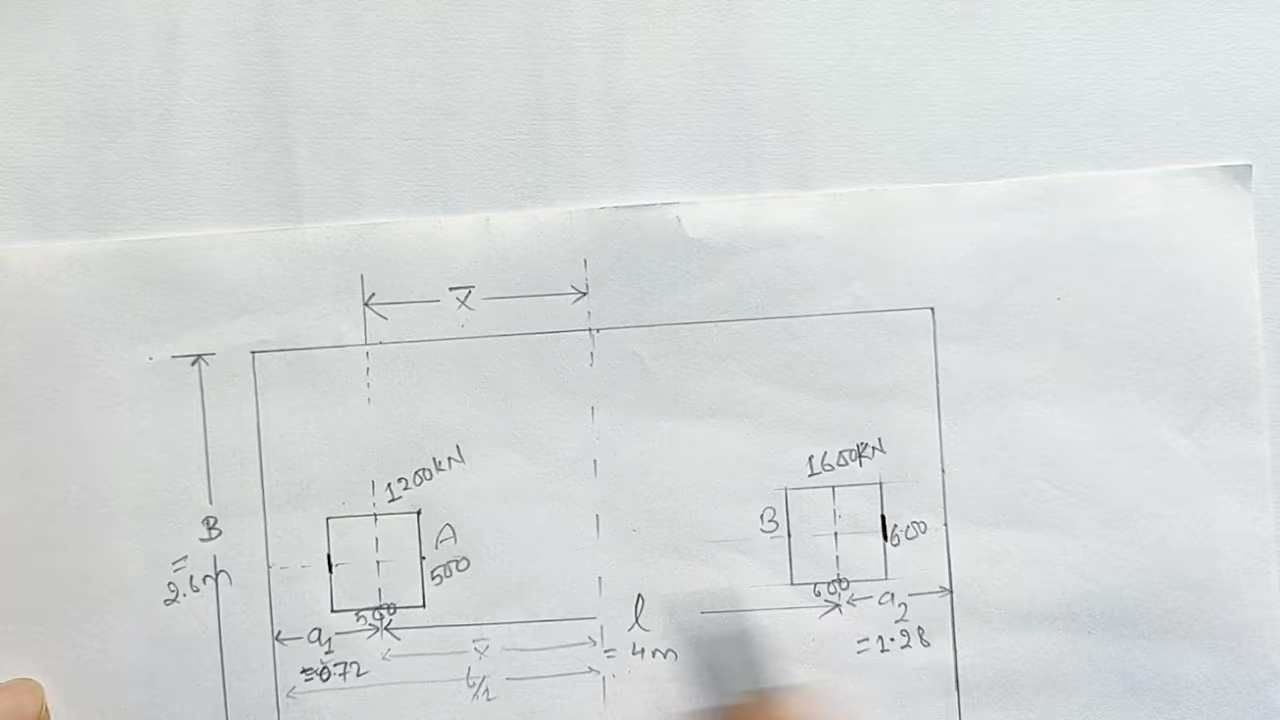 x̄
1200KN
1600KN
B
= 2.6m
A
500
500
B
600
600
a₁
=0.72
l
= 4m
a₂
=1.28
x̄
L/2